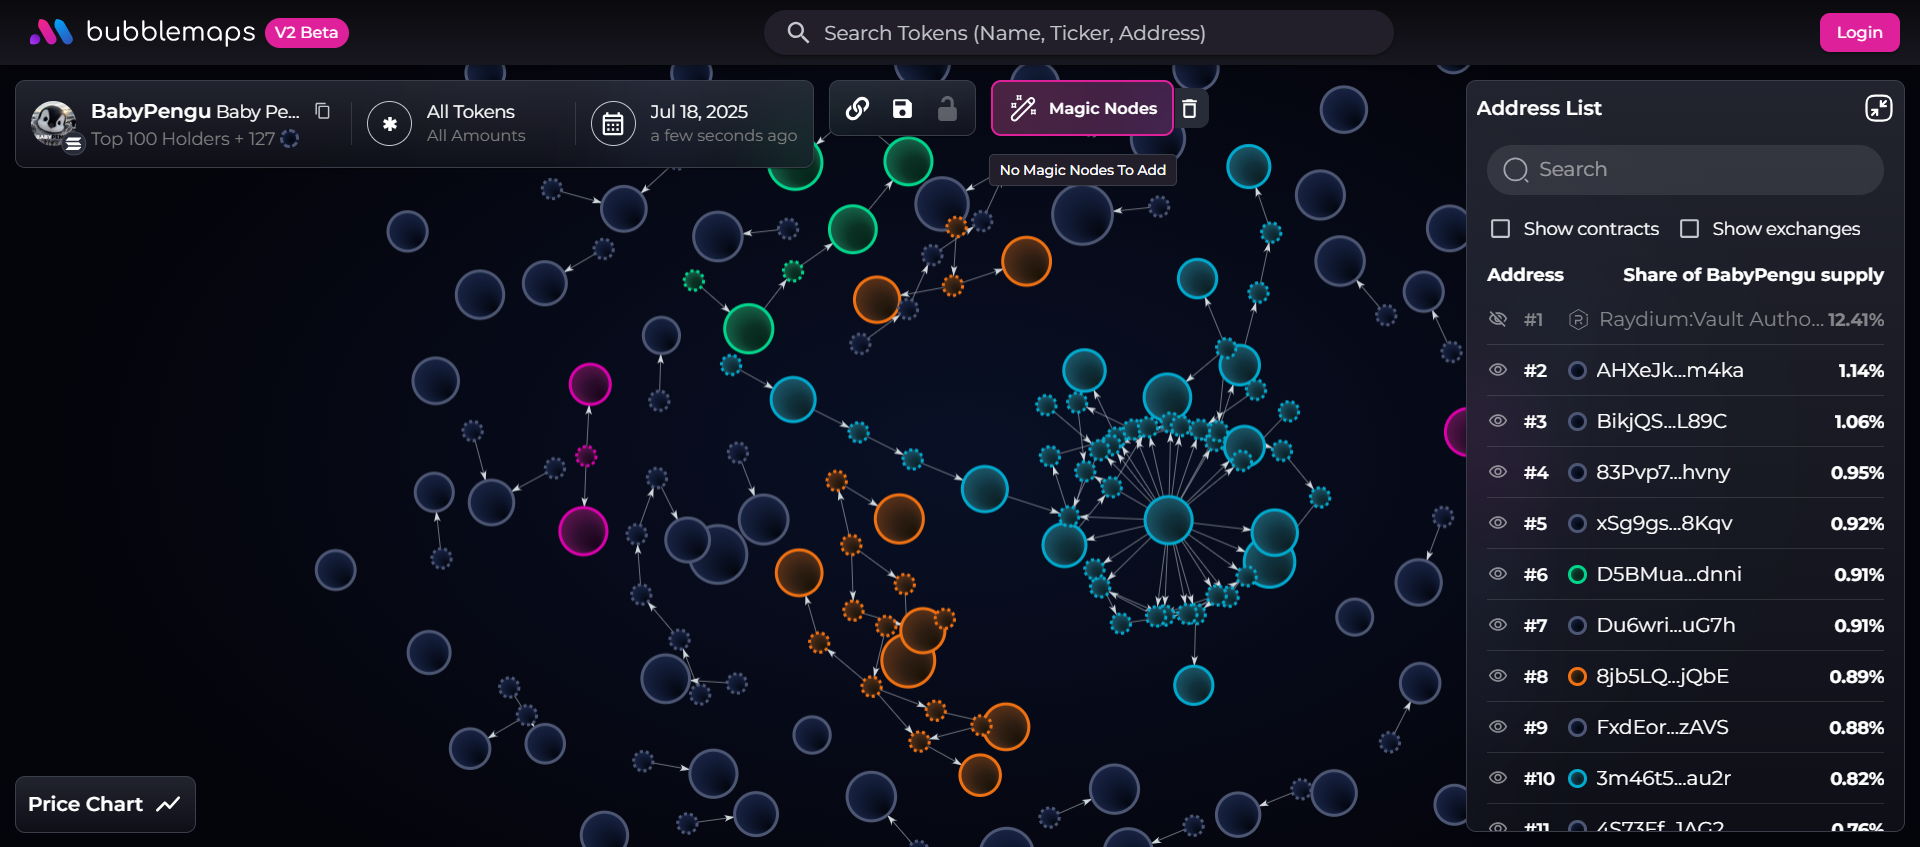 bubblemaps V2 Beta
Search Tokens (Name, Ticker, Address)
Login
BabyPengu Baby Pe...
Top 100 Holders + 127
All Tokens
All Amounts
Jul 18, 2025
a few seconds ago
Magic Nodes
No Magic Nodes To Add
Address List
Search
Show contracts
Show exchanges
Address Share of BabyPengu supply
#1 Raydium:Vault Autho... 12.41%
#2 AHXeJk...m4ka 1.14%
#3 BikjQS...L89C 1.06%
#4 83Pvp7...hvny 0.95%
#5 xSg9gs...8Kqv 0.92%
#6 D5BMua...dnni 0.91%
#7 Du6wri...uG7h 0.91%
#8 8jb5LQ...jQbE 0.89%
#9 FxdEor...zAVS 0.88%
#10 3m46t5...au2r 0.82%
#11 0.76%
Price Chart